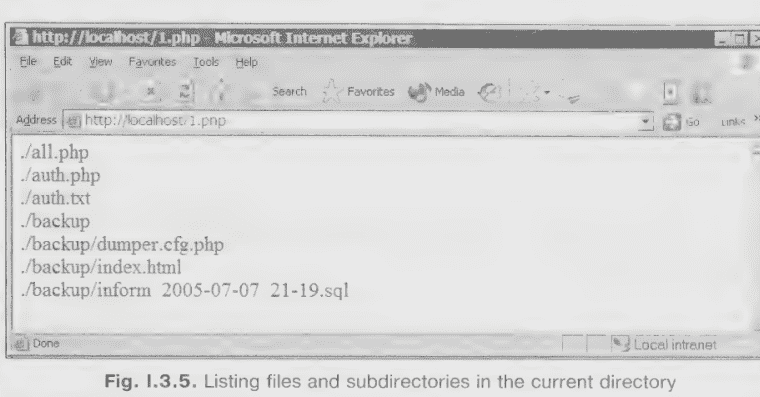 http://localhost/1.php - Microsoft Internet Explorer
File Edit View Favorites Tools Help
Search Favorites Media
Address http://localhost/1.php Go Links »
./all.php
./auth.php
./auth.txt
./backup
./backup/dumper.cfg.php
./backup/index.html
./backup/inform 2005-07-07 21-19.sql
Done Local intranet
Fig. I.3.5. Listing files and subdirectories in the current directory